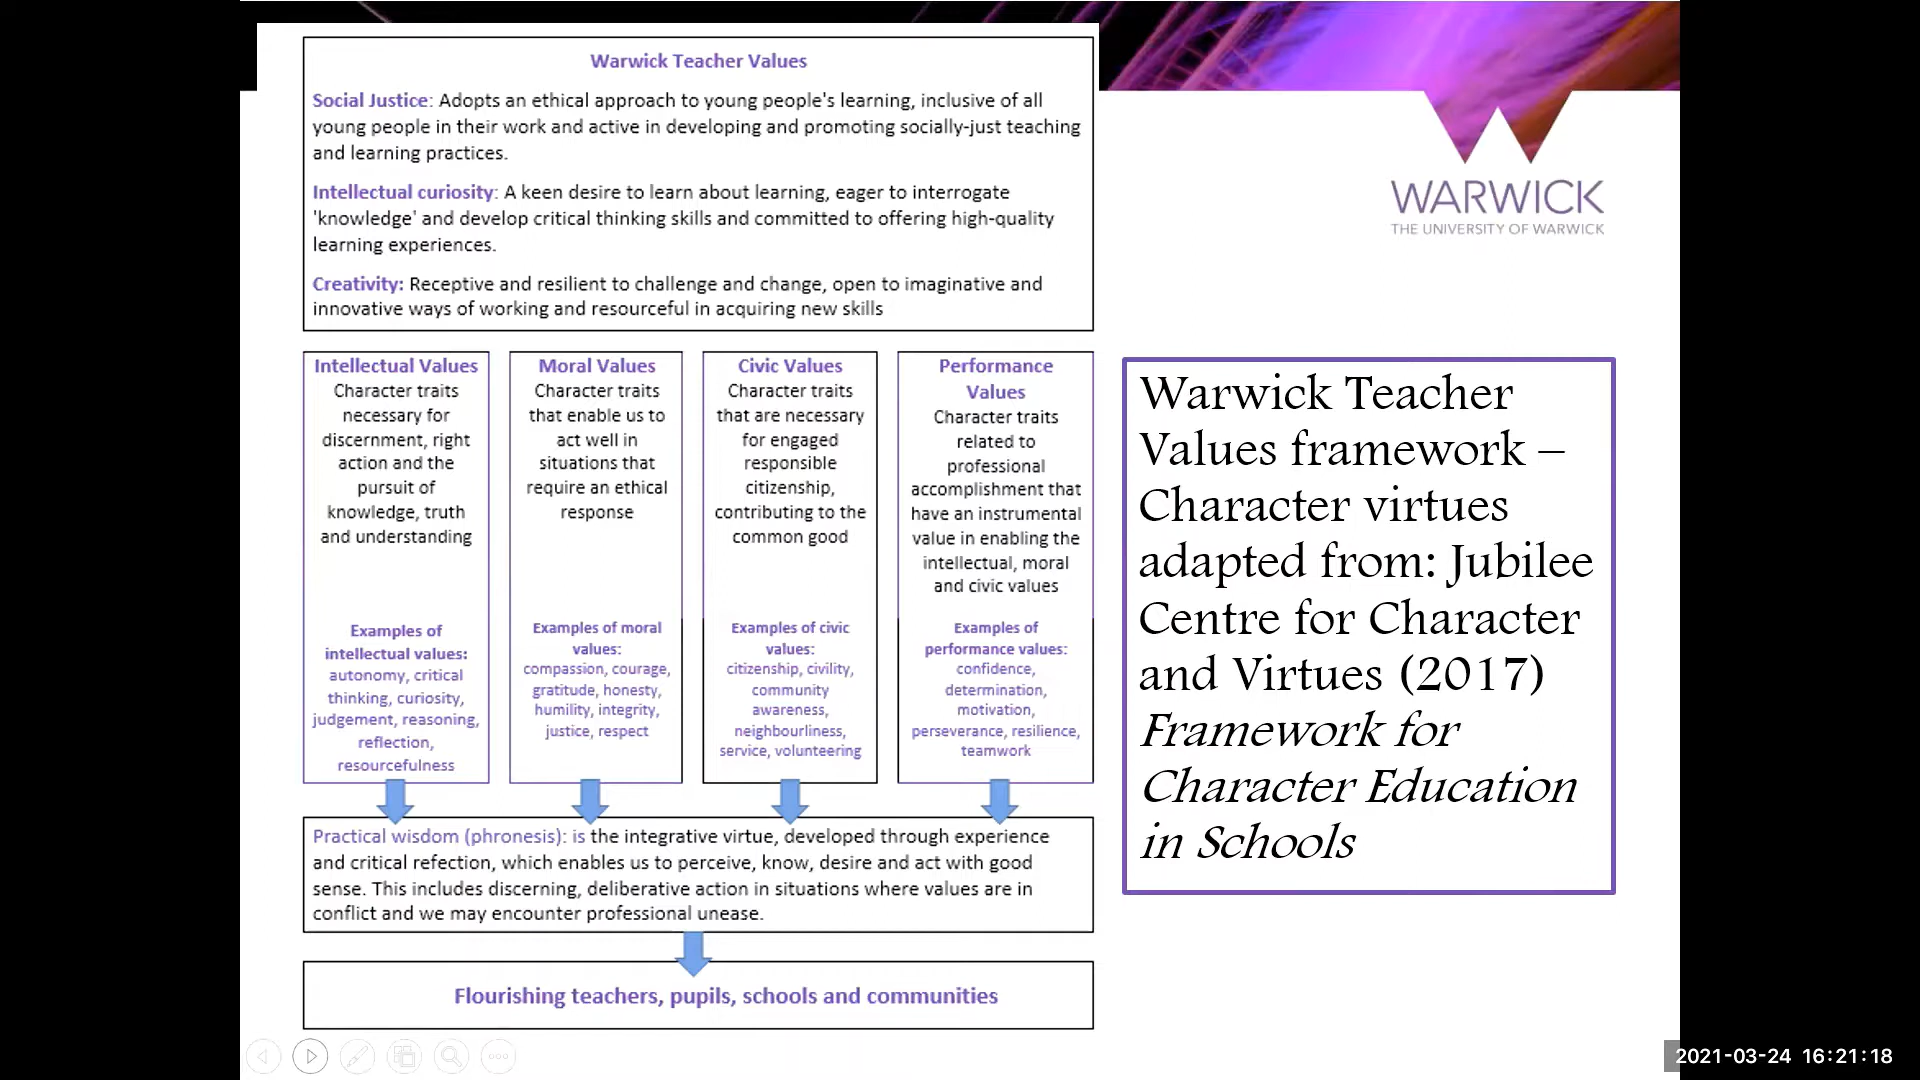 Warwick Teacher Values
Social Justice: Adopts an ethical approach to young people's learning, inclusive of all
young people in their work and active in developing and promoting socially-just teaching
and learning practices.
Intellectual curiosity: A keen desire to learn about learning, eager to interrogate
'knowledge' and develop critical thinking skills and committed to offering high-quality
learning experiences.
Creativity: Receptive and resilient to challenge and change, open to imaginative and
innovative ways of working and resourceful in acquiring new skills
Intellectual Values
Character traits
necessary for
discernment, right
action and the
pursuit of
knowledge, truth
and understanding
Examples of
intellectual values:
autonomy, critical
thinking, curiosity,
judgement, reasoning,
reflection,
resourcefulness
Moral Values
Character traits
that enable us to
act well in
situations that
require an ethical
response
Examples of moral
values:
compassion, courage,
gratitude, honesty,
humility, integrity,
justice, respect
Civic Values
Character traits
that are necessary
for engaged
responsible
citizenship,
contributing to the
common good
Examples of civic
values:
citizenship, civility,
community
awareness,
neighbourliness,
service, volunteering
Performance
Values
Character traits
related to
professional
accomplishment that
have an instrumental
value in enabling the
intellectual, moral
and civic values
Examples of
performance values:
confidence,
determination,
motivation,
perseverance, resilience,
teamwork
Practical wisdom (phronesis): is the integrative virtue, developed through experience
and critical refection, which enables us to perceive, know, desire and act with good
sense. This includes discerning, deliberative action in situations where values are in
conflict and we may encounter professional unease.
Flourishing teachers, pupils, schools and communities
WARWICK
THE UNIVERSITY OF WARWICK
Warwick Teacher
Values framework –
Character virtues
adapted from: Jubilee
Centre for Character
and Virtues (2017)
Framework for
Character Education
in Schools
2021-03-24 16:21:18